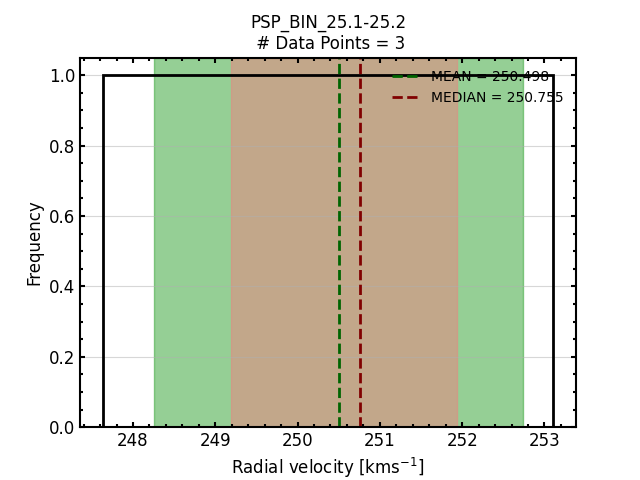 PSP_BIN_25.1-25.2
# Data Points = 3
MEAN = 250.498
MEDIAN = 250.755
1.0
0.8
0.6
0.4
0.2
0.0
Frequency
248 249 250 251 252 253
Radial velocity [kms⁻¹]